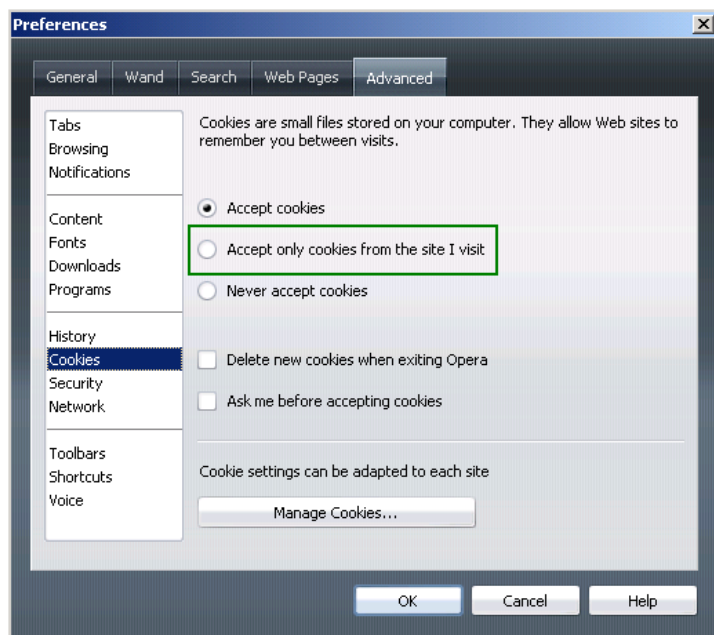 Preferences
General
Wand
Search
Web Pages
Advanced
Tabs
Browsing
Notifications
Content
Fonts
Downloads
Programs
History
Cookies
Security
Network
Toolbars
Shortcuts
Voice
Cookies are small files stored on your computer. They allow Web sites to
remember you between visits.
Accept cookies
Accept only cookies from the site I visit
Never accept cookies
Delete new cookies when exiting Opera
Ask me before accepting cookies
Cookie settings can be adapted to each site
Manage Cookies...
OK
Cancel
Help